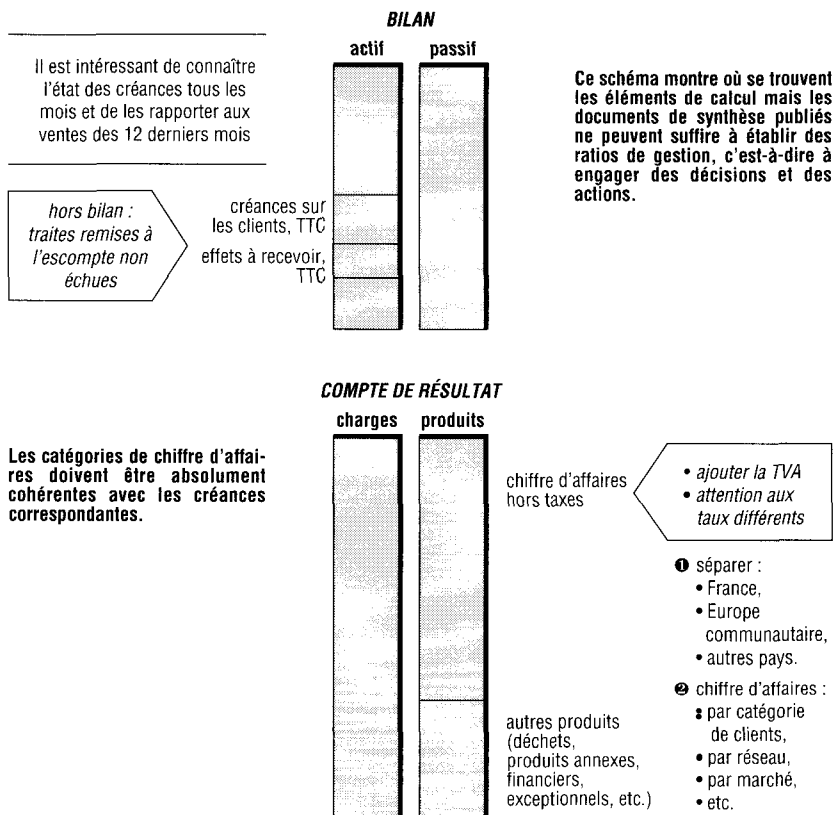 BILAN
actif passif
Il est intéressant de connaître
l'état des créances tous les
mois et de les rapporter aux
ventes des 12 derniers mois
Ce schéma montre où se trouvent
les éléments de calcul mais les
documents de synthèse publiés
ne peuvent suffire à établir des
ratios de gestion, c'est-à-dire à
engager des décisions et des
actions.
hors bilan :
traites remises à
l'escompte non
échues
créances sur
les clients, TTC
effets à recevoir,
TTC
COMPTE DE RÉSULTAT
charges produits
Les catégories de chiffre d'affai-
res doivent être absolument
cohérentes avec les créances
correspondantes.
chiffre d'affaires
hors taxes
• ajouter la TVA
• attention aux
taux différents
❶ séparer :
• France,
• Europe
communautaire,
• autres pays.
❷ chiffre d'affaires :
• par catégorie
de clients,
• par réseau,
• par marché,
• etc.
autres produits
(déchets,
produits annexes,
financiers,
exceptionnels, etc.)